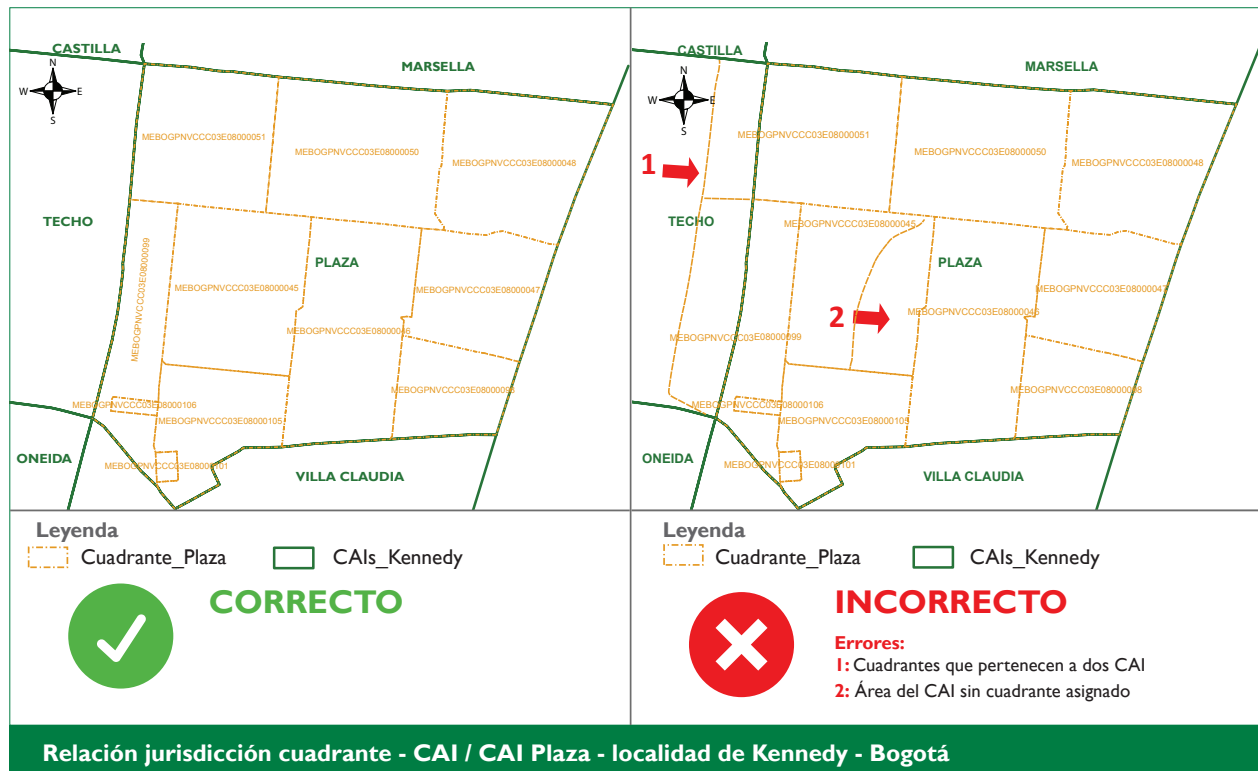 CASTILLA
MARSELLA
N
W E
S
MEBOGPNVCCC03E08000051
MEBOGPNVCCC03E08000050
MEBOGPNVCCC03E08000048
TECHO
MEBOGPNVCCC03E08000099
PLAZA
MEBOGPNVCCC03E08000045
MEBOGPNVCCC03E08000047
MEBOGPNVCCC03E08000046
MEBOGPNVCCC03E08000106
MEBOGPNVCCC03E08000105
ONEIDA
MEBOGPNVCCC03E08000101
VILLA CLAUDIA
Leyenda
Cuadrante_Plaza CAIs_Kennedy
CORRECTO
CASTILLA
MARSELLA
N
W E
S
MEBOGPNVCCC03E08000051
MEBOGPNVCCC03E08000050
MEBOGPNVCCC03E08000048
1
TECHO
MEBOGPNVCCC03E08000045
PLAZA
MEBOGPNVCCC03E08000047
2
MEBOGPNVCCC03E08000046
MEBOGPNVCCC03E08000099
MEBOGPNVCCC03E08000106
MEBOGPNVCCC03E08000105
ONEIDA
MEBOGPNVCCC03E08000101
VILLA CLAUDIA
Leyenda
Cuadrante_Plaza CAIs_Kennedy
INCORRECTO
Errores:
1: Cuadrantes que pertenecen a dos CAI
2: Área del CAI sin cuadrante asignado
Relación jurisdicción cuadrante - CAI / CAI Plaza - localidad de Kennedy - Bogotá